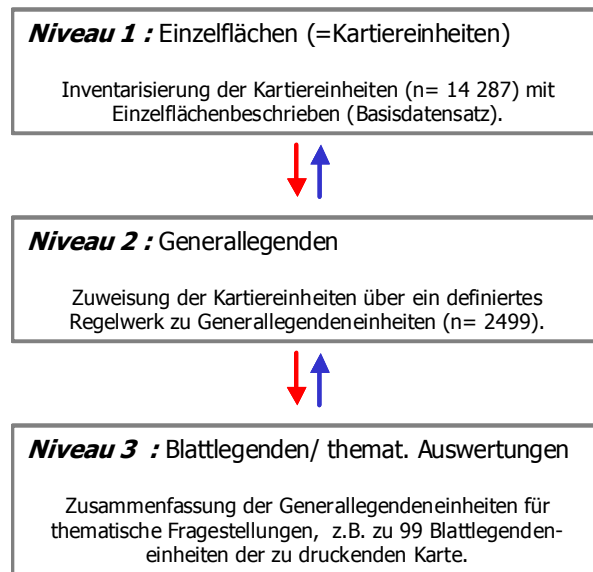 Niveau 1 : Einzelflächen (=Kartiereinheiten)
Inventarisierung der Kartiereinheiten (n= 14 287) mit
Einzelflächenbeschrieben (Basisdatensatz).
Niveau 2 : Generallegenden
Zuweisung der Kartiereinheiten über ein definiertes
Regelwerk zu Generallegendeneinheiten (n= 2499).
Niveau 3 : Blattlegenden/ themat. Auswertungen
Zusammenfassung der Generallegendeneinheiten für
thematische Fragestellungen, z.B. zu 99 Blattlegenden-
einheiten der zu druckenden Karte.